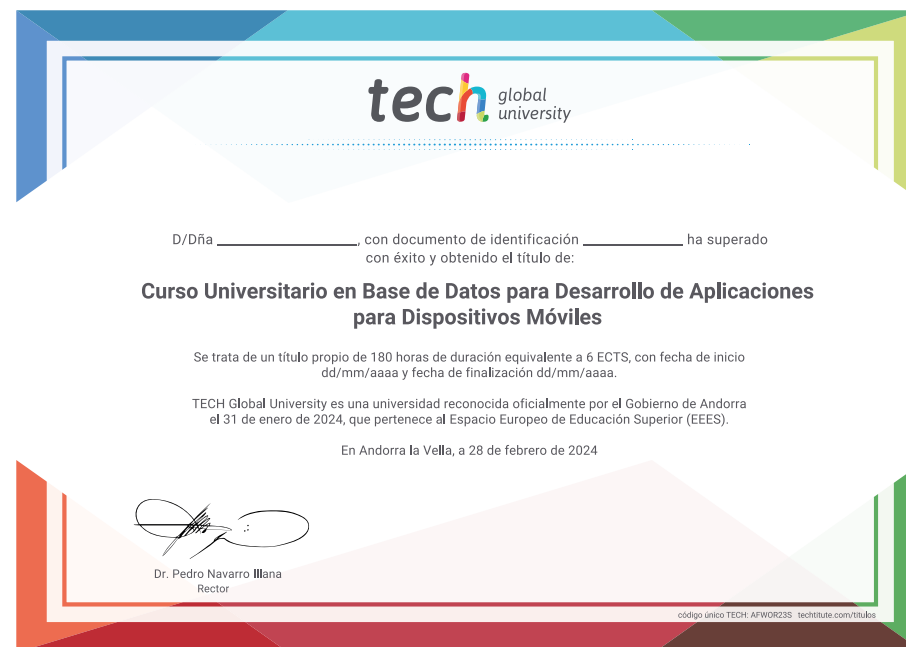 tech global university
D/Dña ____________________, con documento de identificación ______________ ha superado
con éxito y obtenido el título de:
Curso Universitario en Base de Datos para Desarrollo de Aplicaciones
para Dispositivos Móviles
Se trata de un título propio de 180 horas de duración equivalente a 6 ECTS, con fecha de inicio
dd/mm/aaaa y fecha de finalización dd/mm/aaaa.
TECH Global University es una universidad reconocida oficialmente por el Gobierno de Andorra
el 31 de enero de 2024, que pertenece al Espacio Europeo de Educación Superior (EEES).
En Andorra la Vella, a 28 de febrero de 2024
Dr. Pedro Navarro Illana
Rector
código único TECH: AFWOR23S techtitute.com/titulos